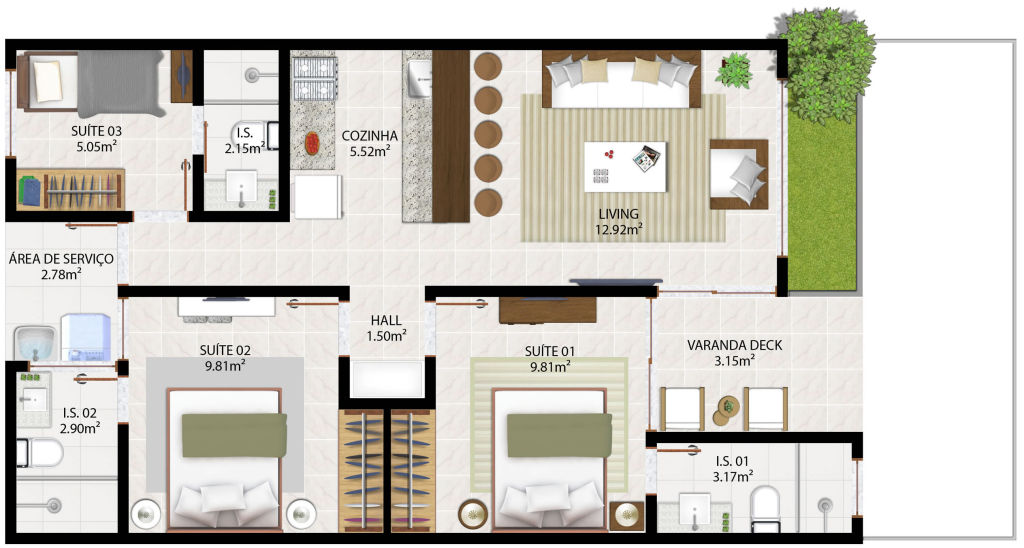 SUÍTE 03
5.05m²
I.S.
2.15m²
COZINHA
5.52m²
LIVING
12.92m²
ÁREA DE SERVIÇO
2.78m²
HALL
1.50m²
SUÍTE 02
9.81m²
SUÍTE 01
9.81m²
VARANDA DECK
3.15m²
I.S. 02
2.90m²
I.S. 01
3.17m²